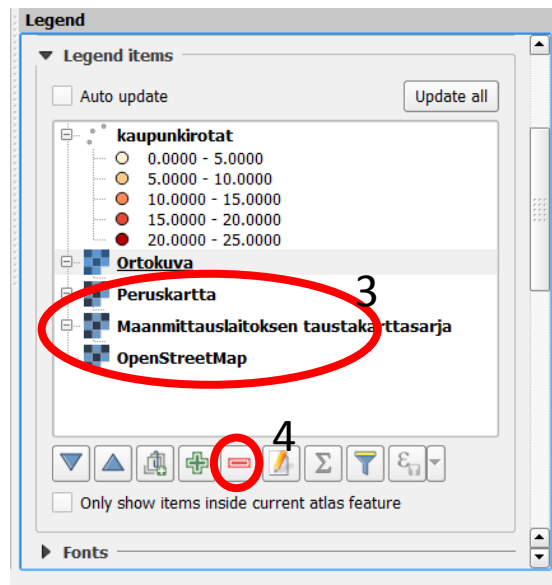 Legend
Legend items
Auto update
Update all
kaupunkirotat
0.0000 - 5.0000
5.0000 - 10.0000
10.0000 - 15.0000
15.0000 - 20.0000
20.0000 - 25.0000
Ortokuva
Peruskartta
3
Maanmittauslaitoksen taustakarttasarja
OpenStreetMap
4
Σ
ε
Only show items inside current atlas feature
Fonts